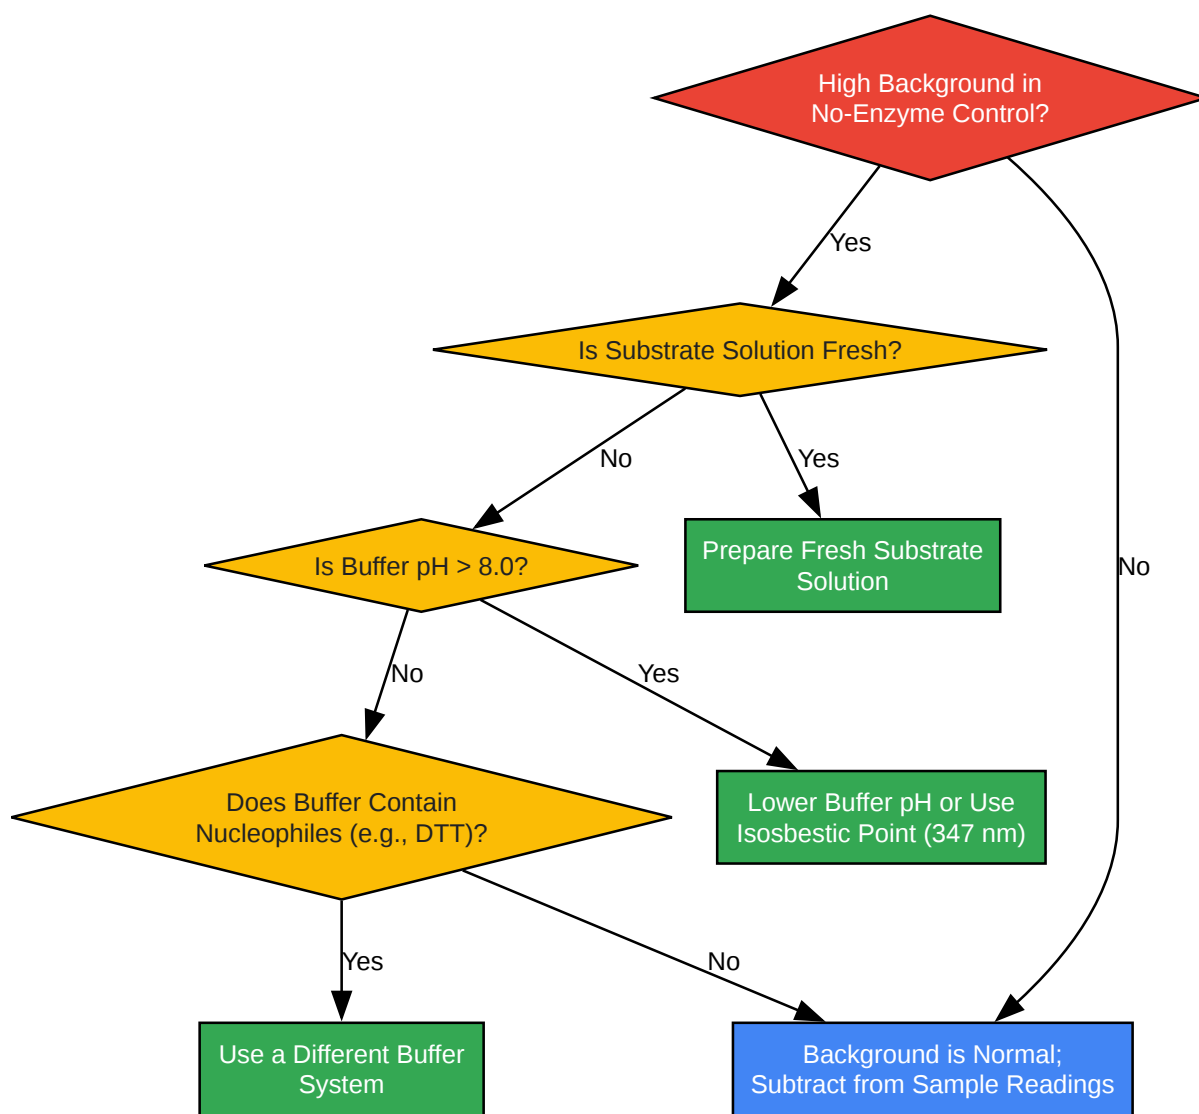 High Background in
No-Enzyme Control?
Yes
Is Substrate Solution Fresh?
No
Yes
Is Buffer pH > 8.0?
Prepare Fresh Substrate
Solution
No
No
Yes
Does Buffer Contain
Nucleophiles (e.g., DTT)?
Lower Buffer pH or Use
Isosbestic Point (347 nm)
Yes
No
Use a Different Buffer
System
Background is Normal;
Subtract from Sample Readings